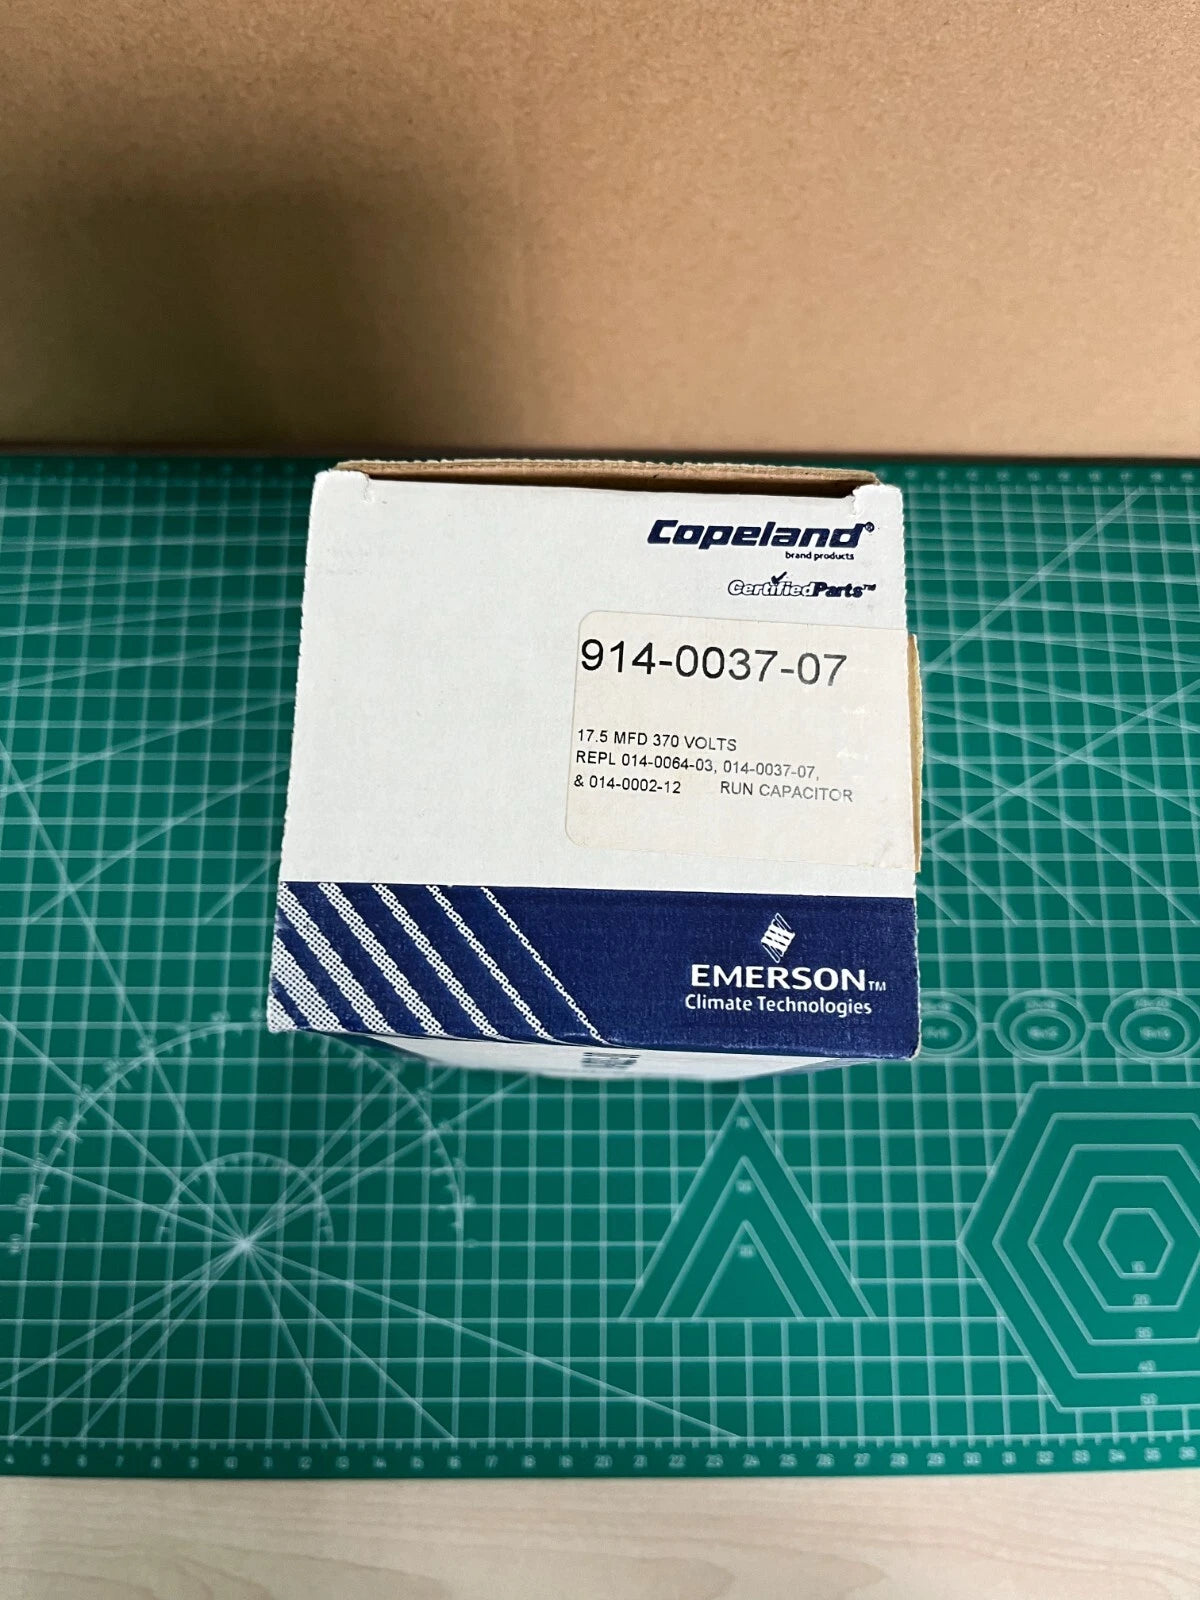 Copeland®
brand products
CertifiedParts™
914-0037-07
17.5 MFD 370 VOLTS
REPL 014-0064-03, 014-0037-07,
& 014-0002-12 RUN CAPACITOR
EMERSON™
Climate Technologies